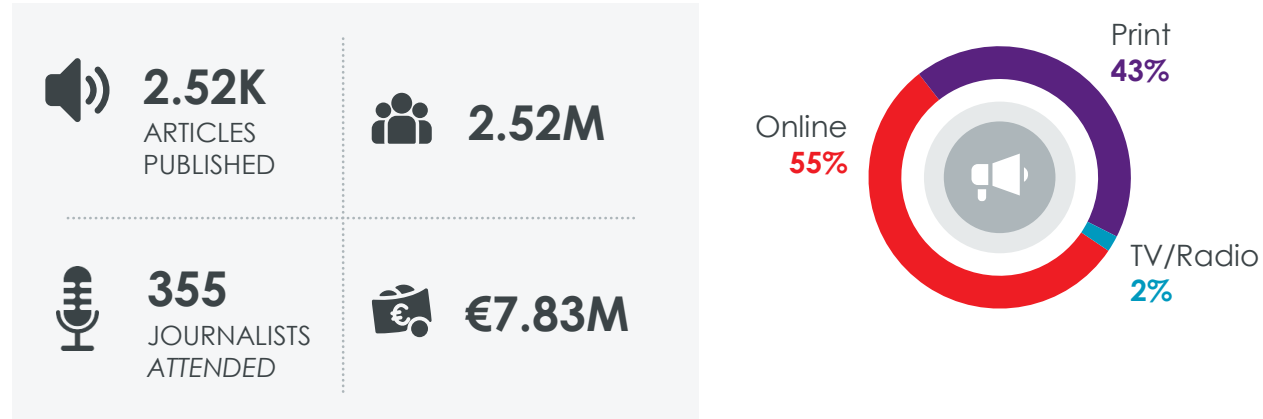 2.52K
ARTICLES
PUBLISHED
2.52M
355
JOURNALISTS
ATTENDED
€7.83M
Print
43%
Online
55%
TV/Radio
2%